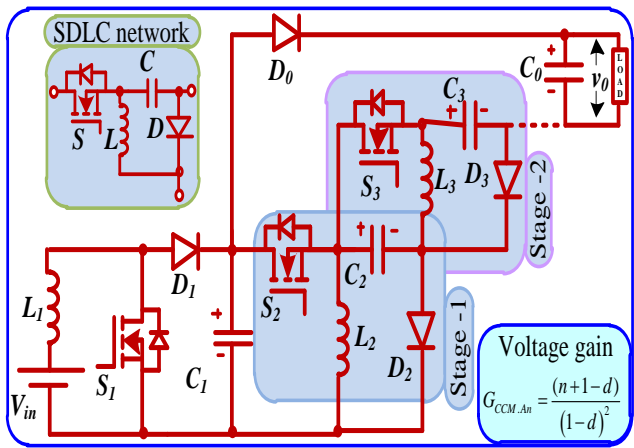 SDLC network
C
S
L
D
D0
C0
v0
LOAD
C3
S3
L3
D3
Stage -2
D1
S2
C2
L1
S1
C1
L2
D2
Stage -1
Vin
Voltage gain
G_CCM.An = (n+1-d) / (1-d)^2